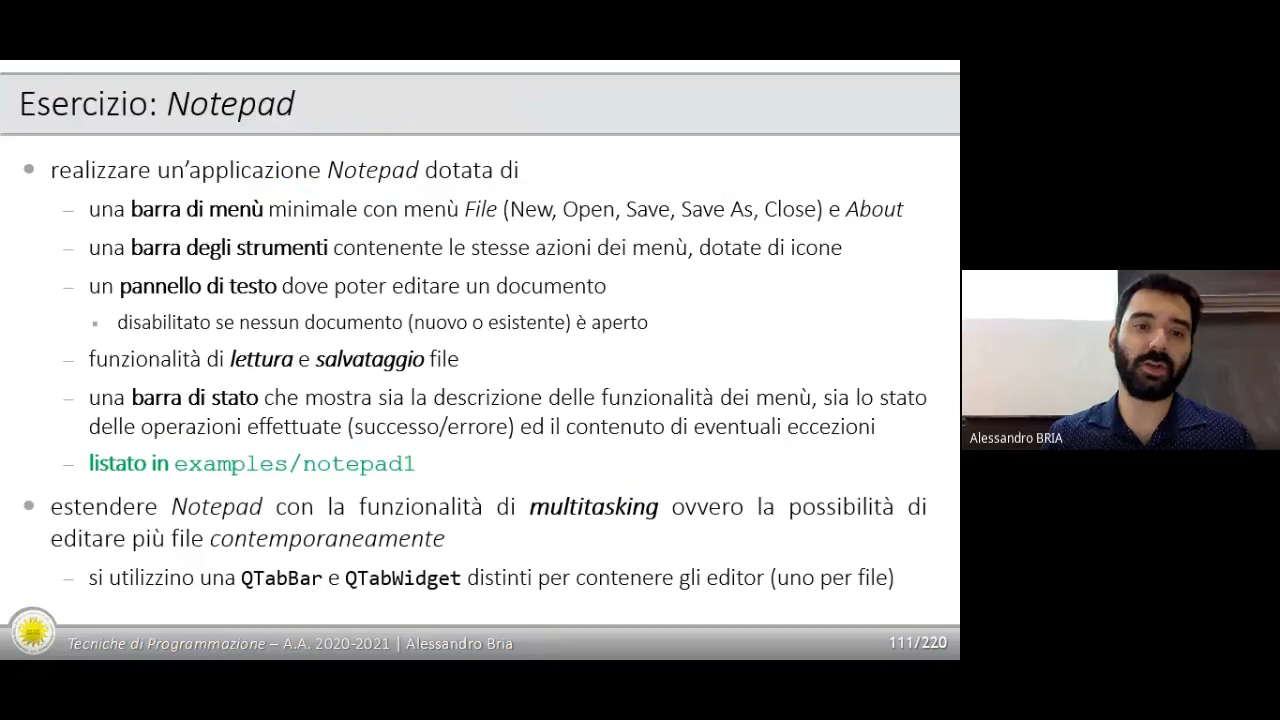 Esercizio: Notepad
realizzare un'applicazione Notepad dotata di
una barra di menù minimale con menù File (New, Open, Save, Save As, Close) e About
una barra degli strumenti contenente le stesse azioni dei menù, dotate di icone
un pannello di testo dove poter editare un documento
disabilitato se nessun documento (nuovo o esistente) è aperto
funzionalità di lettura e salvataggio file
una barra di stato che mostra sia la descrizione delle funzionalità dei menù, sia lo stato
delle operazioni effettuate (successo/errore) ed il contenuto di eventuali eccezioni
listato in examples/notepad1
estendere Notepad con la funzionalità di multitasking ovvero la possibilità di
editare più file contemporaneamente
si utilizzino una QTabBar e QTabWidget distinti per contenere gli editor (uno per file)
Tecniche di Programmazione – A.A. 2020-2021 | Alessandro Bria
111/220
Alessandro BRIA